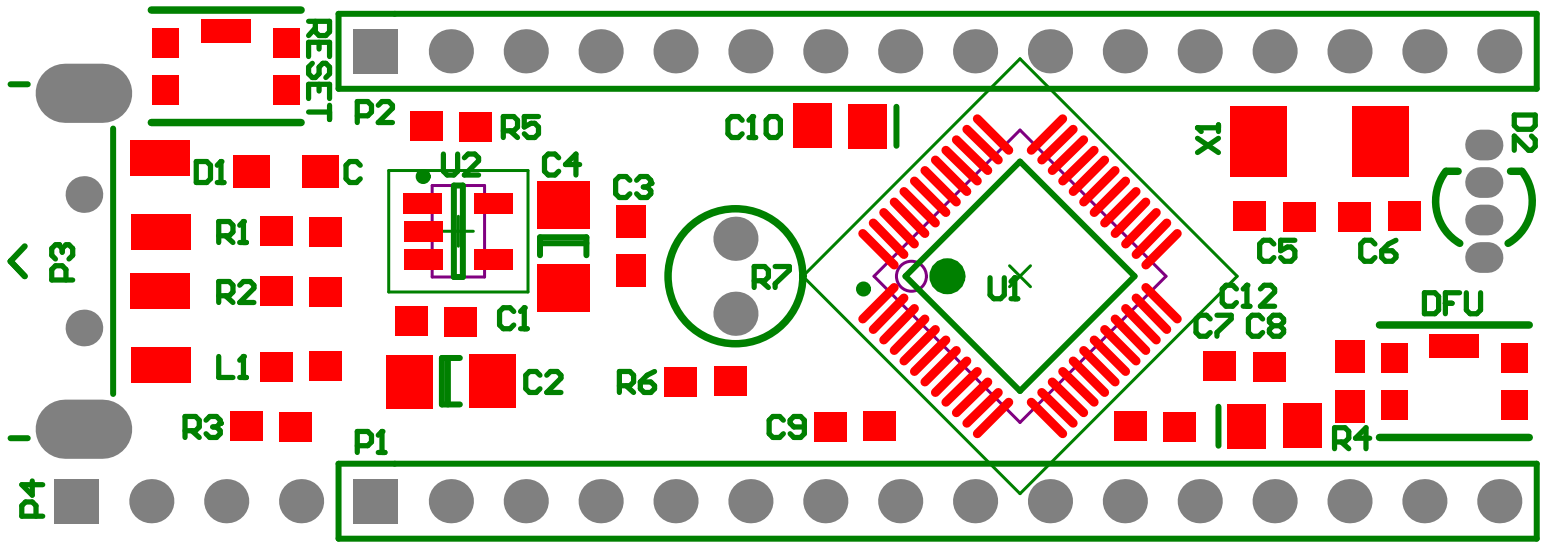 RESET
P2
R5
C10
X1
D2
D1
C
U2
C4
C3
R1
P3
R7
C5
C6
R2
U1
C12
DFU
C1
C7
C8
L1
C2
R6
R3
P1
C9
R4
P4